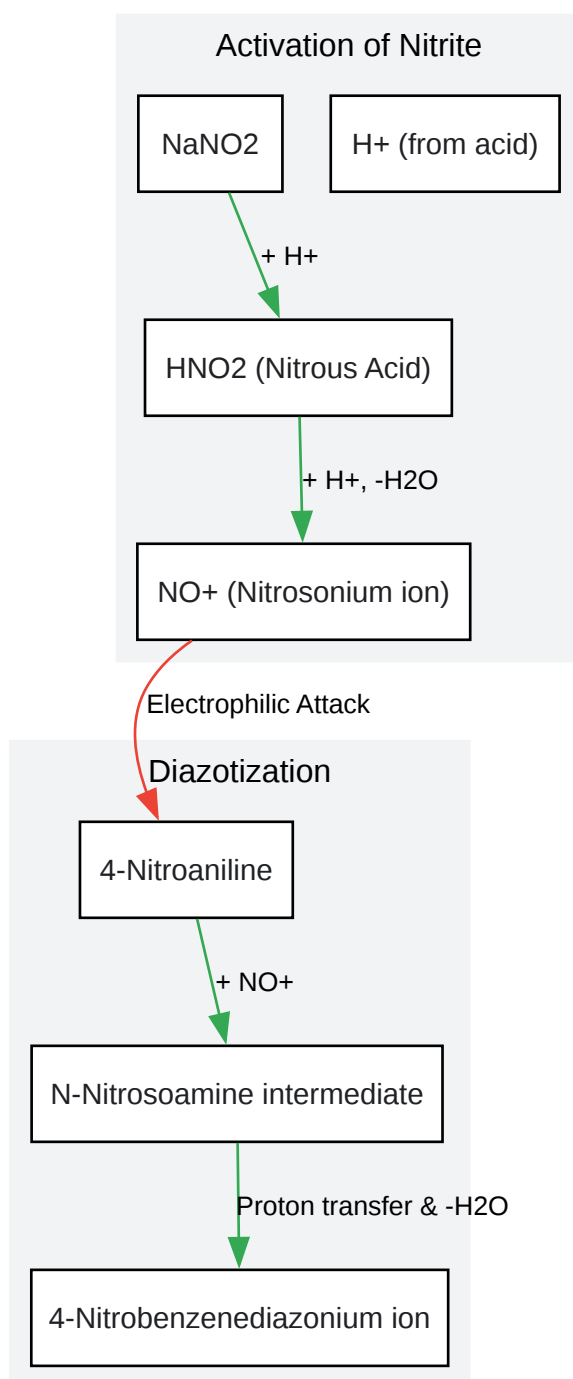 Activation of Nitrite
NaNO2
H+ (from acid)
+ H+
HNO2 (Nitrous Acid)
+ H+, -H2O
NO+ (Nitrosonium ion)
Electrophilic Attack
Diazotization
4-Nitroaniline
+ NO+
N-Nitrosoamine intermediate
Proton transfer & -H2O
4-Nitrobenzenediazonium ion